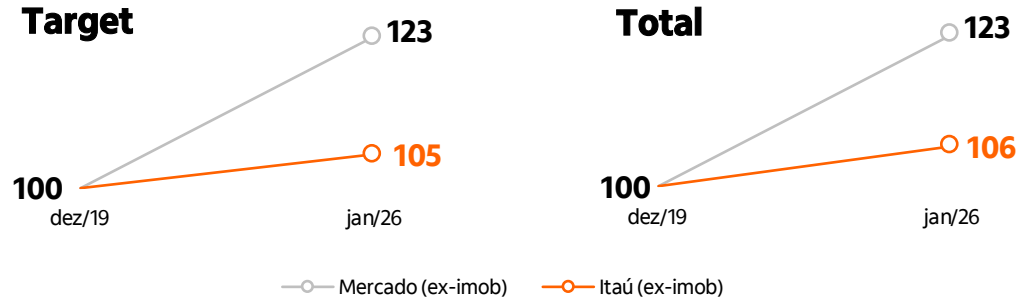 Target
123
105
100
dez/19
jan/26
Total
123
106
100
dez/19
jan/26
Mercado (ex-imob)
Itaú (ex-imob)